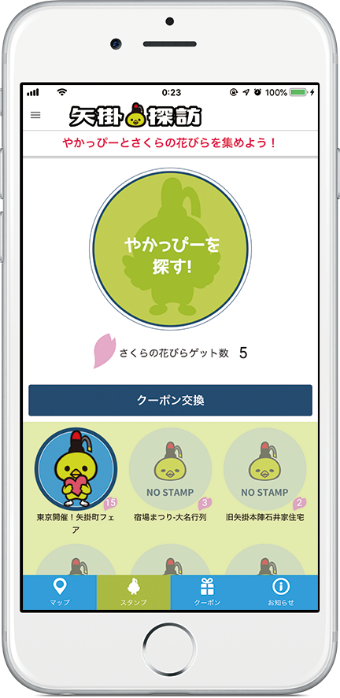 0:23
100%
矢掛探訪
やかっぴーとさくらの花びらを集めよう！
やかっぴーを
探す!
さくらの花びらゲット数 5
クーポン交換
15
NO STAMP
3
NO STAMP
2
東京開催！矢掛町フェ
ア
宿場まつり-大名行列
旧矢掛本陣石井家住宅
マップ
スタンプ
クーポン
お知らせ